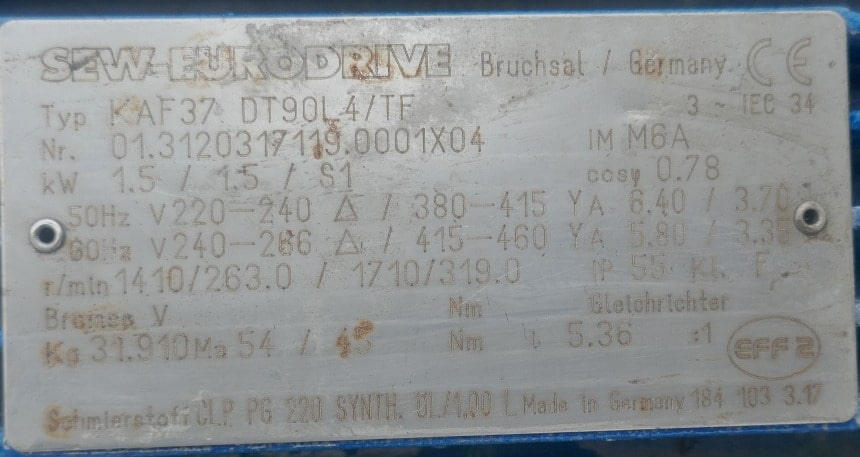 SEW-EURODRIVE Bruchsal / Germany CE
Typ KAF37 DT90L4/TF 3 ~ IEC 34
Nr. 01.3120317119.0001X04 IM M6A
kW 1.5 / 1.5 / S1 cosφ 0.78
50Hz V 220-240 Δ / 380-415 Y A 6.40 / 3.70
60Hz V 240-266 Δ / 415-460 Y A 5.80 / 3.35
r/min 1410/263.0 / 1710/319.0 IP 55 Kl. F
Bremse V Nm Gleichrichter
Kg 31.910 Ma 54 / 45 Nm i 5.36 :1 EFF 2
Schmierstoff CLP PG 220 SYNTH. ÖL/1.00 L Made in Germany 184 103 3.17